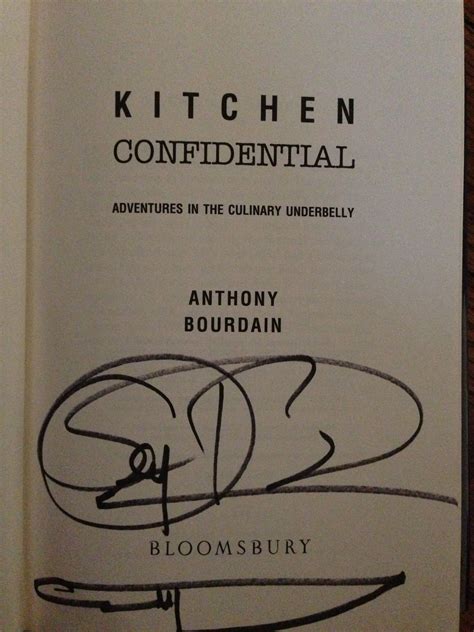 KITCHEN
CONFIDENTIAL
ADVENTURES IN THE CULINARY UNDERBELLY
ANTHONY
BOURDAIN
BLOOMSBURY